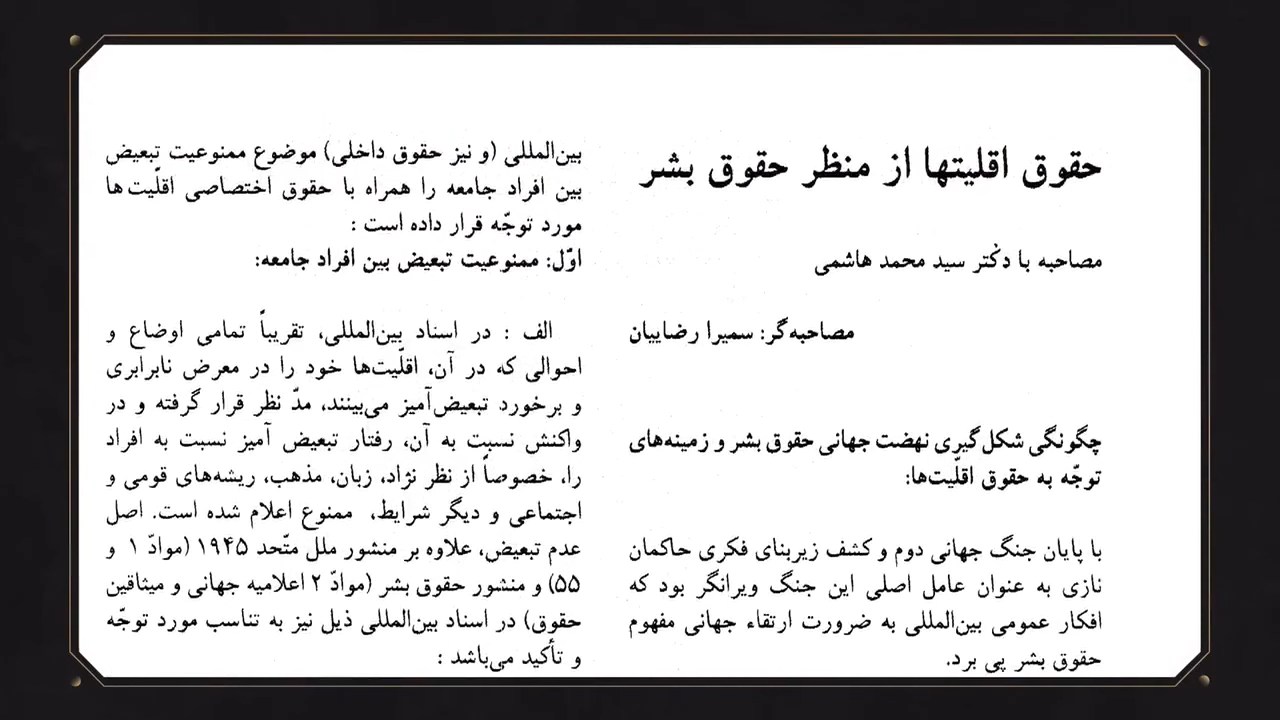 حقوق اقلیتها از منظر حقوق بشر
مصاحبه با دکتر سید محمد هاشمی
مصاحبه‌گر: سمیرا رضاییان
چگونگی شکل‌گیری نهضت جهانی حقوق بشر و زمینه‌های
توجّه به حقوق اقلّیت‌ها:
با پایان جنگ جهانی دوم و کشف زیربنای فکری حاکمان
نازی به عنوان عامل اصلی این جنگ ویرانگر بود که
افکار عمومی بین‌المللی به ضرورت ارتقاء جهانی مفهوم
حقوق بشر پی برد.
بین‌المللی (و نیز حقوق داخلی) موضوع ممنوعیت تبعیض
بین افراد جامعه را همراه با حقوق اختصاصی اقلّیت‌ها
مورد توجّه قرار داده است :
اوّل: ممنوعیت تبعیض بین افراد جامعه:
الف : در اسناد بین‌المللی، تقریباً تمامی اوضاع و
احوالی که در آن، اقلّیت‌ها خود را در معرض نابرابری
و برخورد تبعیض‌آمیز می‌بینند، مدّ نظر قرار گرفته و در
واکنش نسبت به آن، رفتار تبعیض آمیز نسبت به افراد
را، خصوصاً از نظر نژاد، زبان، مذهب، ریشه‌های قومی و
اجتماعی و دیگر شرایط، ممنوع اعلام شده است. اصل
عدم تبعیض، علاوه بر منشور ملل متّحد ۱۹۴۵ (موادّ ۱ و
۵۵) و منشور حقوق بشر (موادّ ۲ اعلامیه جهانی و میثاقین
حقوق) در اسناد بین‌المللی ذیل نیز به تناسب مورد توجّه
و تأکید می‌باشد :